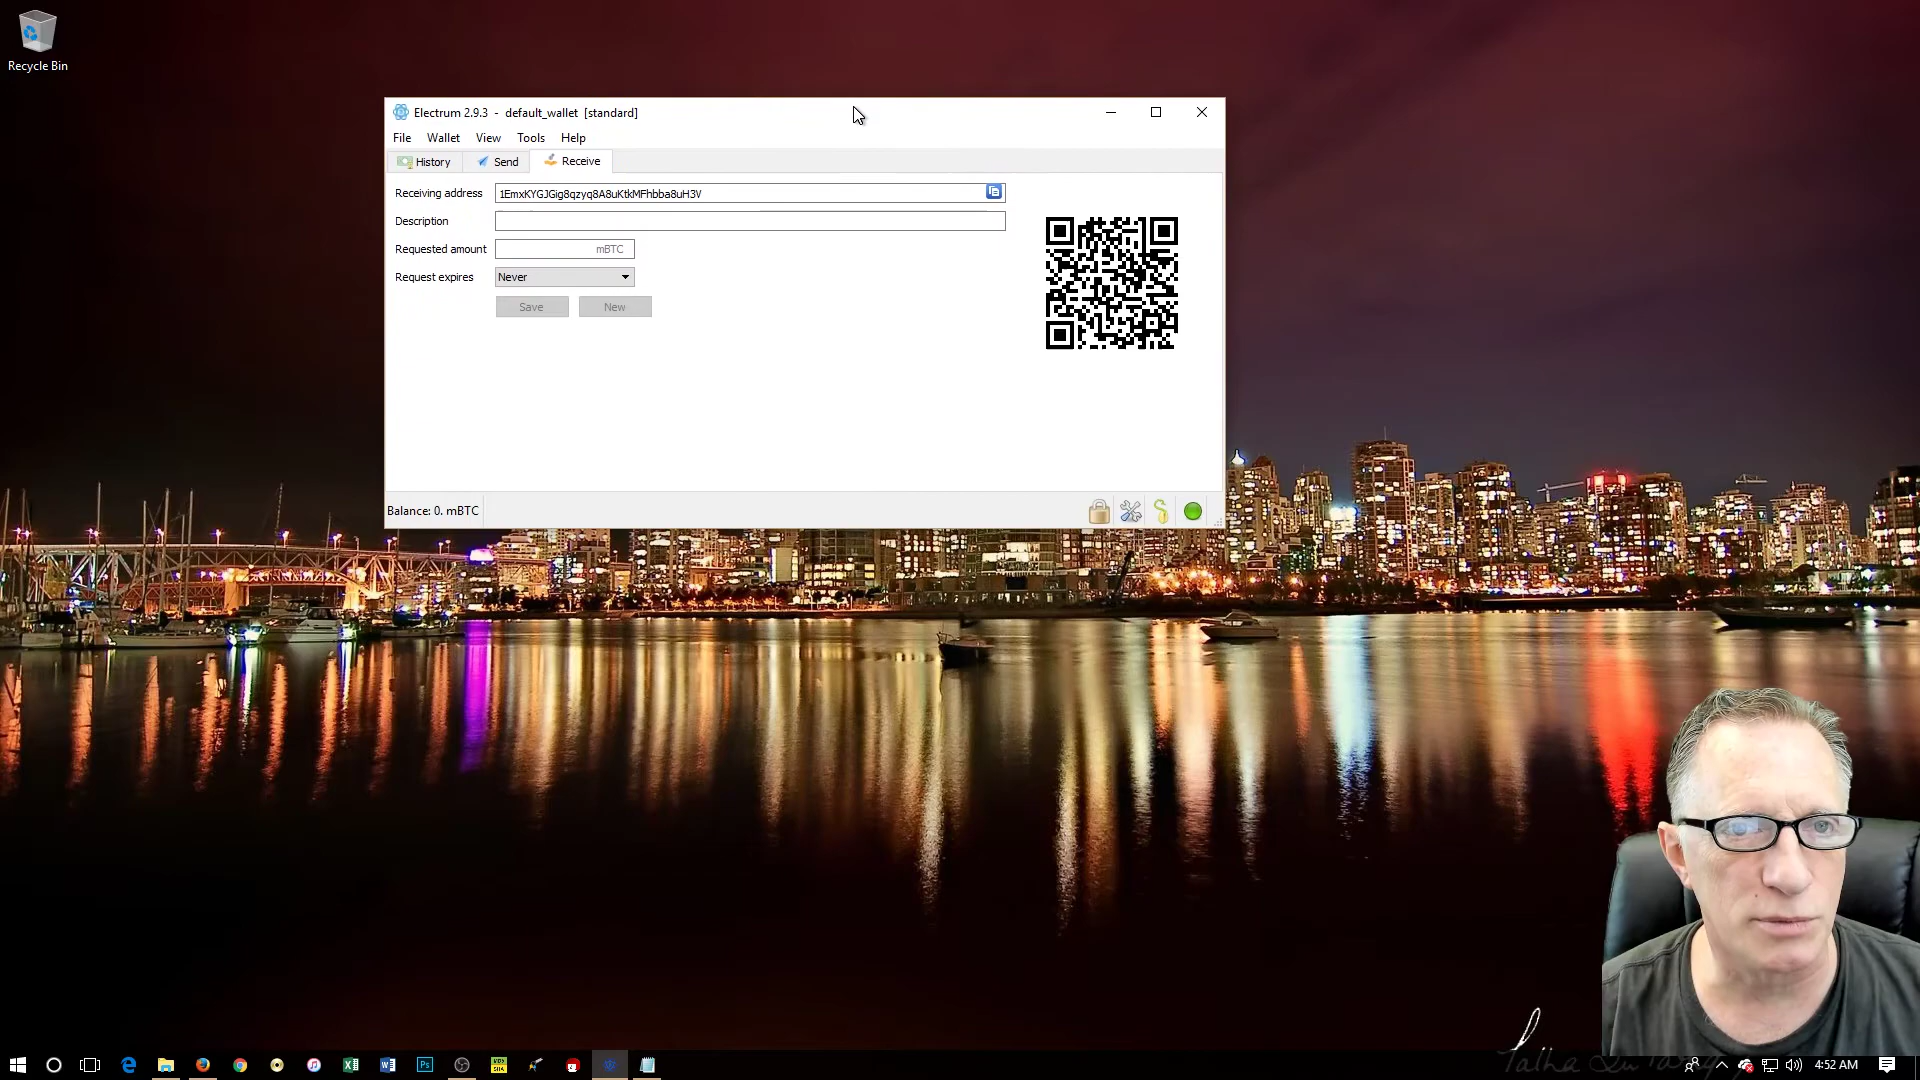 Recycle Bin
Electrum 2.9.3 - default_wallet [standard]
File Wallet View Tools Help
History Send Receive
Receiving address 1EmxKYGJGig8qzyq8A8uKtkMFhbba8uH3V
Description
Requested amount mBTC
Request expires Never
Save New
Balance: 0. mBTC
4:52 AM